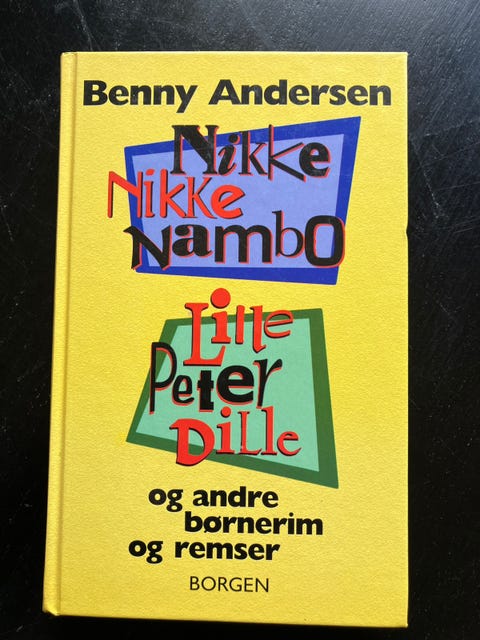 Benny Andersen
Nikke
Nikke
Nambo
Lille
Peter
Dille
og andre
børnerim
og remser
BORGEN